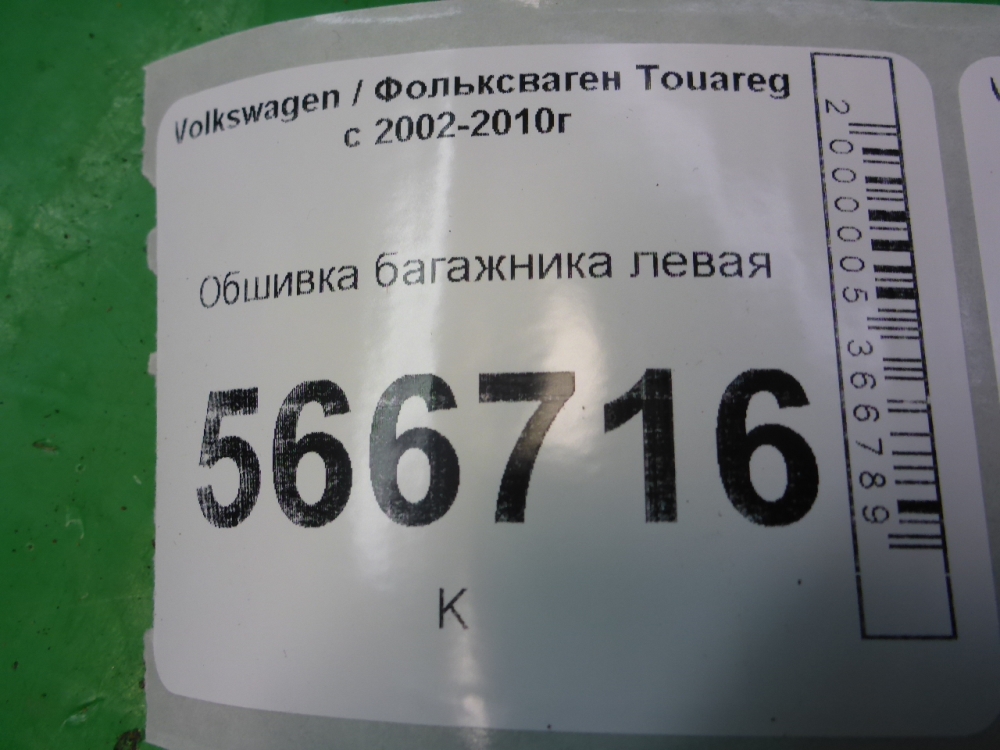 Volkswagen / Фольксваген Touareg
с 2002-2010г
Обшивка багажника левая
566716
К
2000005366789